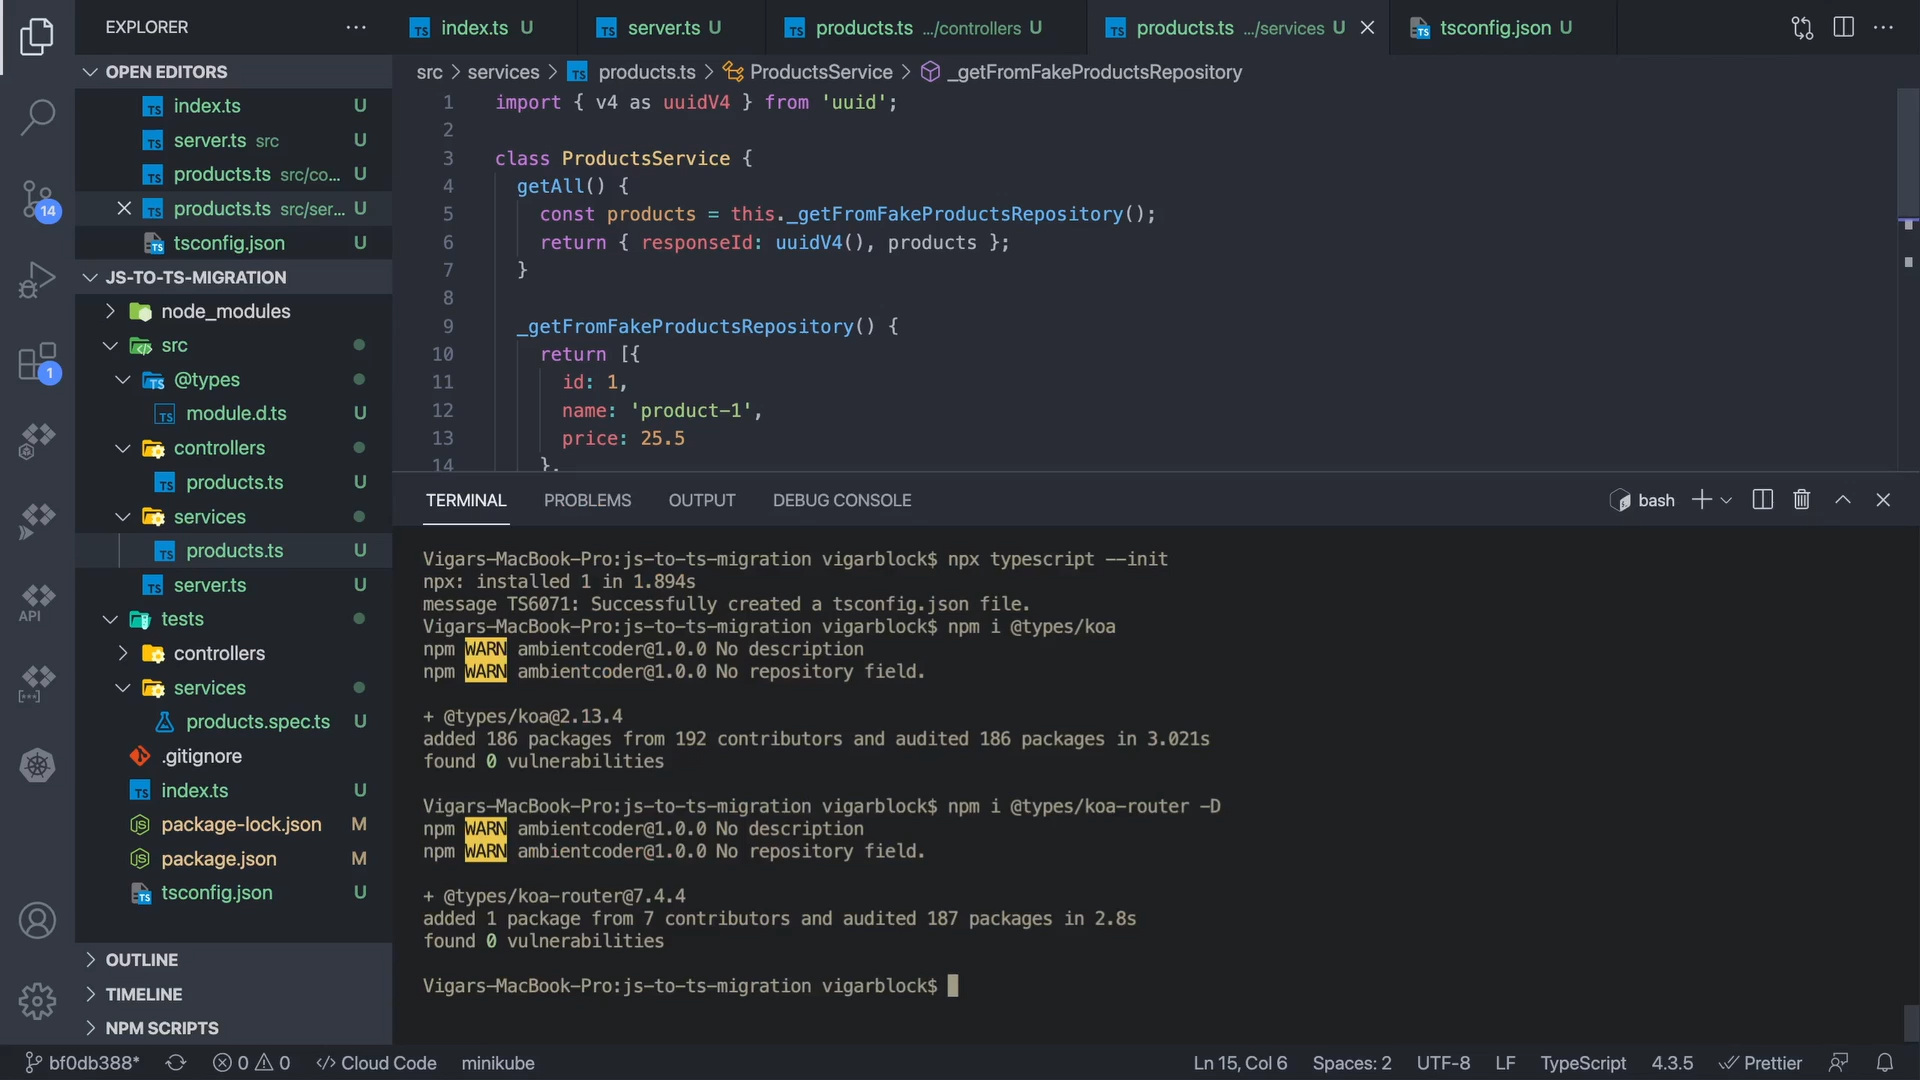 EXPLORER
OPEN EDITORS
index.ts U
server.ts src U
products.ts src/co... U
products.ts src/ser... U
tsconfig.json U
JS-TO-TS-MIGRATION
node_modules
src
@types
module.d.ts U
controllers
products.ts U
services
products.ts U
server.ts U
tests
controllers
services
products.spec.ts U
.gitignore
index.ts U
package-lock.json M
package.json M
tsconfig.json U
OUTLINE
TIMELINE
NPM SCRIPTS
14
1
API
index.ts U
server.ts U
products.ts .../controllers U
products.ts .../services U
tsconfig.json U
src > services > products.ts > ProductsService > _getFromFakeProductsRepository
1 import { v4 as uuidV4 } from 'uuid';
2
3 class ProductsService {
4 getAll() {
5 const products = this._getFromFakeProductsRepository();
6 return { responseId: uuidV4(), products };
7 }
8
9 _getFromFakeProductsRepository() {
10 return [{
11 id: 1,
12 name: 'product-1',
13 price: 25.5
14 },
TERMINAL PROBLEMS OUTPUT DEBUG CONSOLE
bash
Vigars-MacBook-Pro:js-to-ts-migration vigarblock$ npx typescript --init
npx: installed 1 in 1.894s
message TS6071: Successfully created a tsconfig.json file.
Vigars-MacBook-Pro:js-to-ts-migration vigarblock$ npm i @types/koa
npm WARN ambientcoder@1.0.0 No description
npm WARN ambientcoder@1.0.0 No repository field.
+ @types/koa@2.13.4
added 186 packages from 192 contributors and audited 186 packages in 3.021s
found 0 vulnerabilities
Vigars-MacBook-Pro:js-to-ts-migration vigarblock$ npm i @types/koa-router -D
npm WARN ambientcoder@1.0.0 No description
npm WARN ambientcoder@1.0.0 No repository field.
+ @types/koa-router@7.4.4
added 1 package from 7 contributors and audited 187 packages in 2.8s
found 0 vulnerabilities
Vigars-MacBook-Pro:js-to-ts-migration vigarblock$
bf0db388* 0 0 Cloud Code minikube Ln 15, Col 6 Spaces: 2 UTF-8 LF TypeScript 4.3.5 Prettier